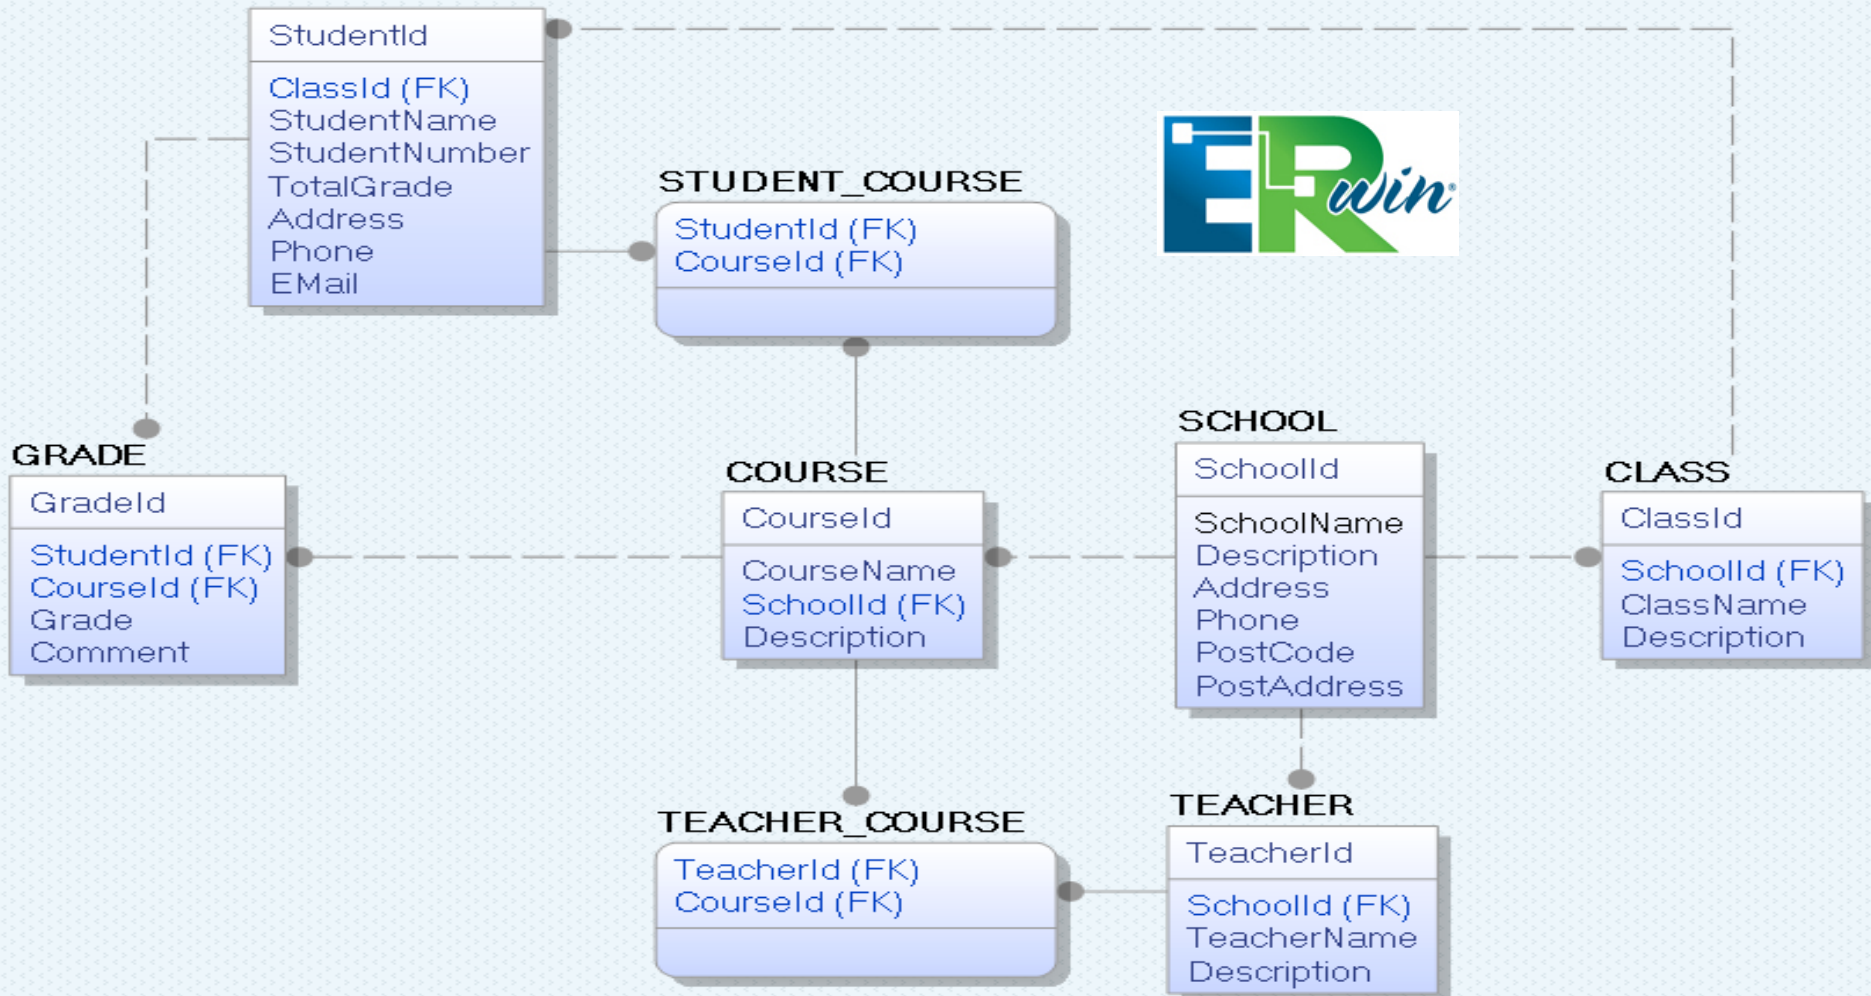 StudentId
ClassId (FK)
StudentName
StudentNumber
TotalGrade
Address
Phone
EMail
STUDENT_COURSE
StudentId (FK)
CourseId (FK)
ERwin®
GRADE
GradeId
StudentId (FK)
CourseId (FK)
Grade
Comment
COURSE
CourseId
CourseName
SchoolId (FK)
Description
SCHOOL
SchoolId
SchoolName
Description
Address
Phone
PostCode
PostAddress
CLASS
ClassId
SchoolId (FK)
ClassName
Description
TEACHER_COURSE
TeacherId (FK)
CourseId (FK)
TEACHER
TeacherId
SchoolId (FK)
TeacherName
Description